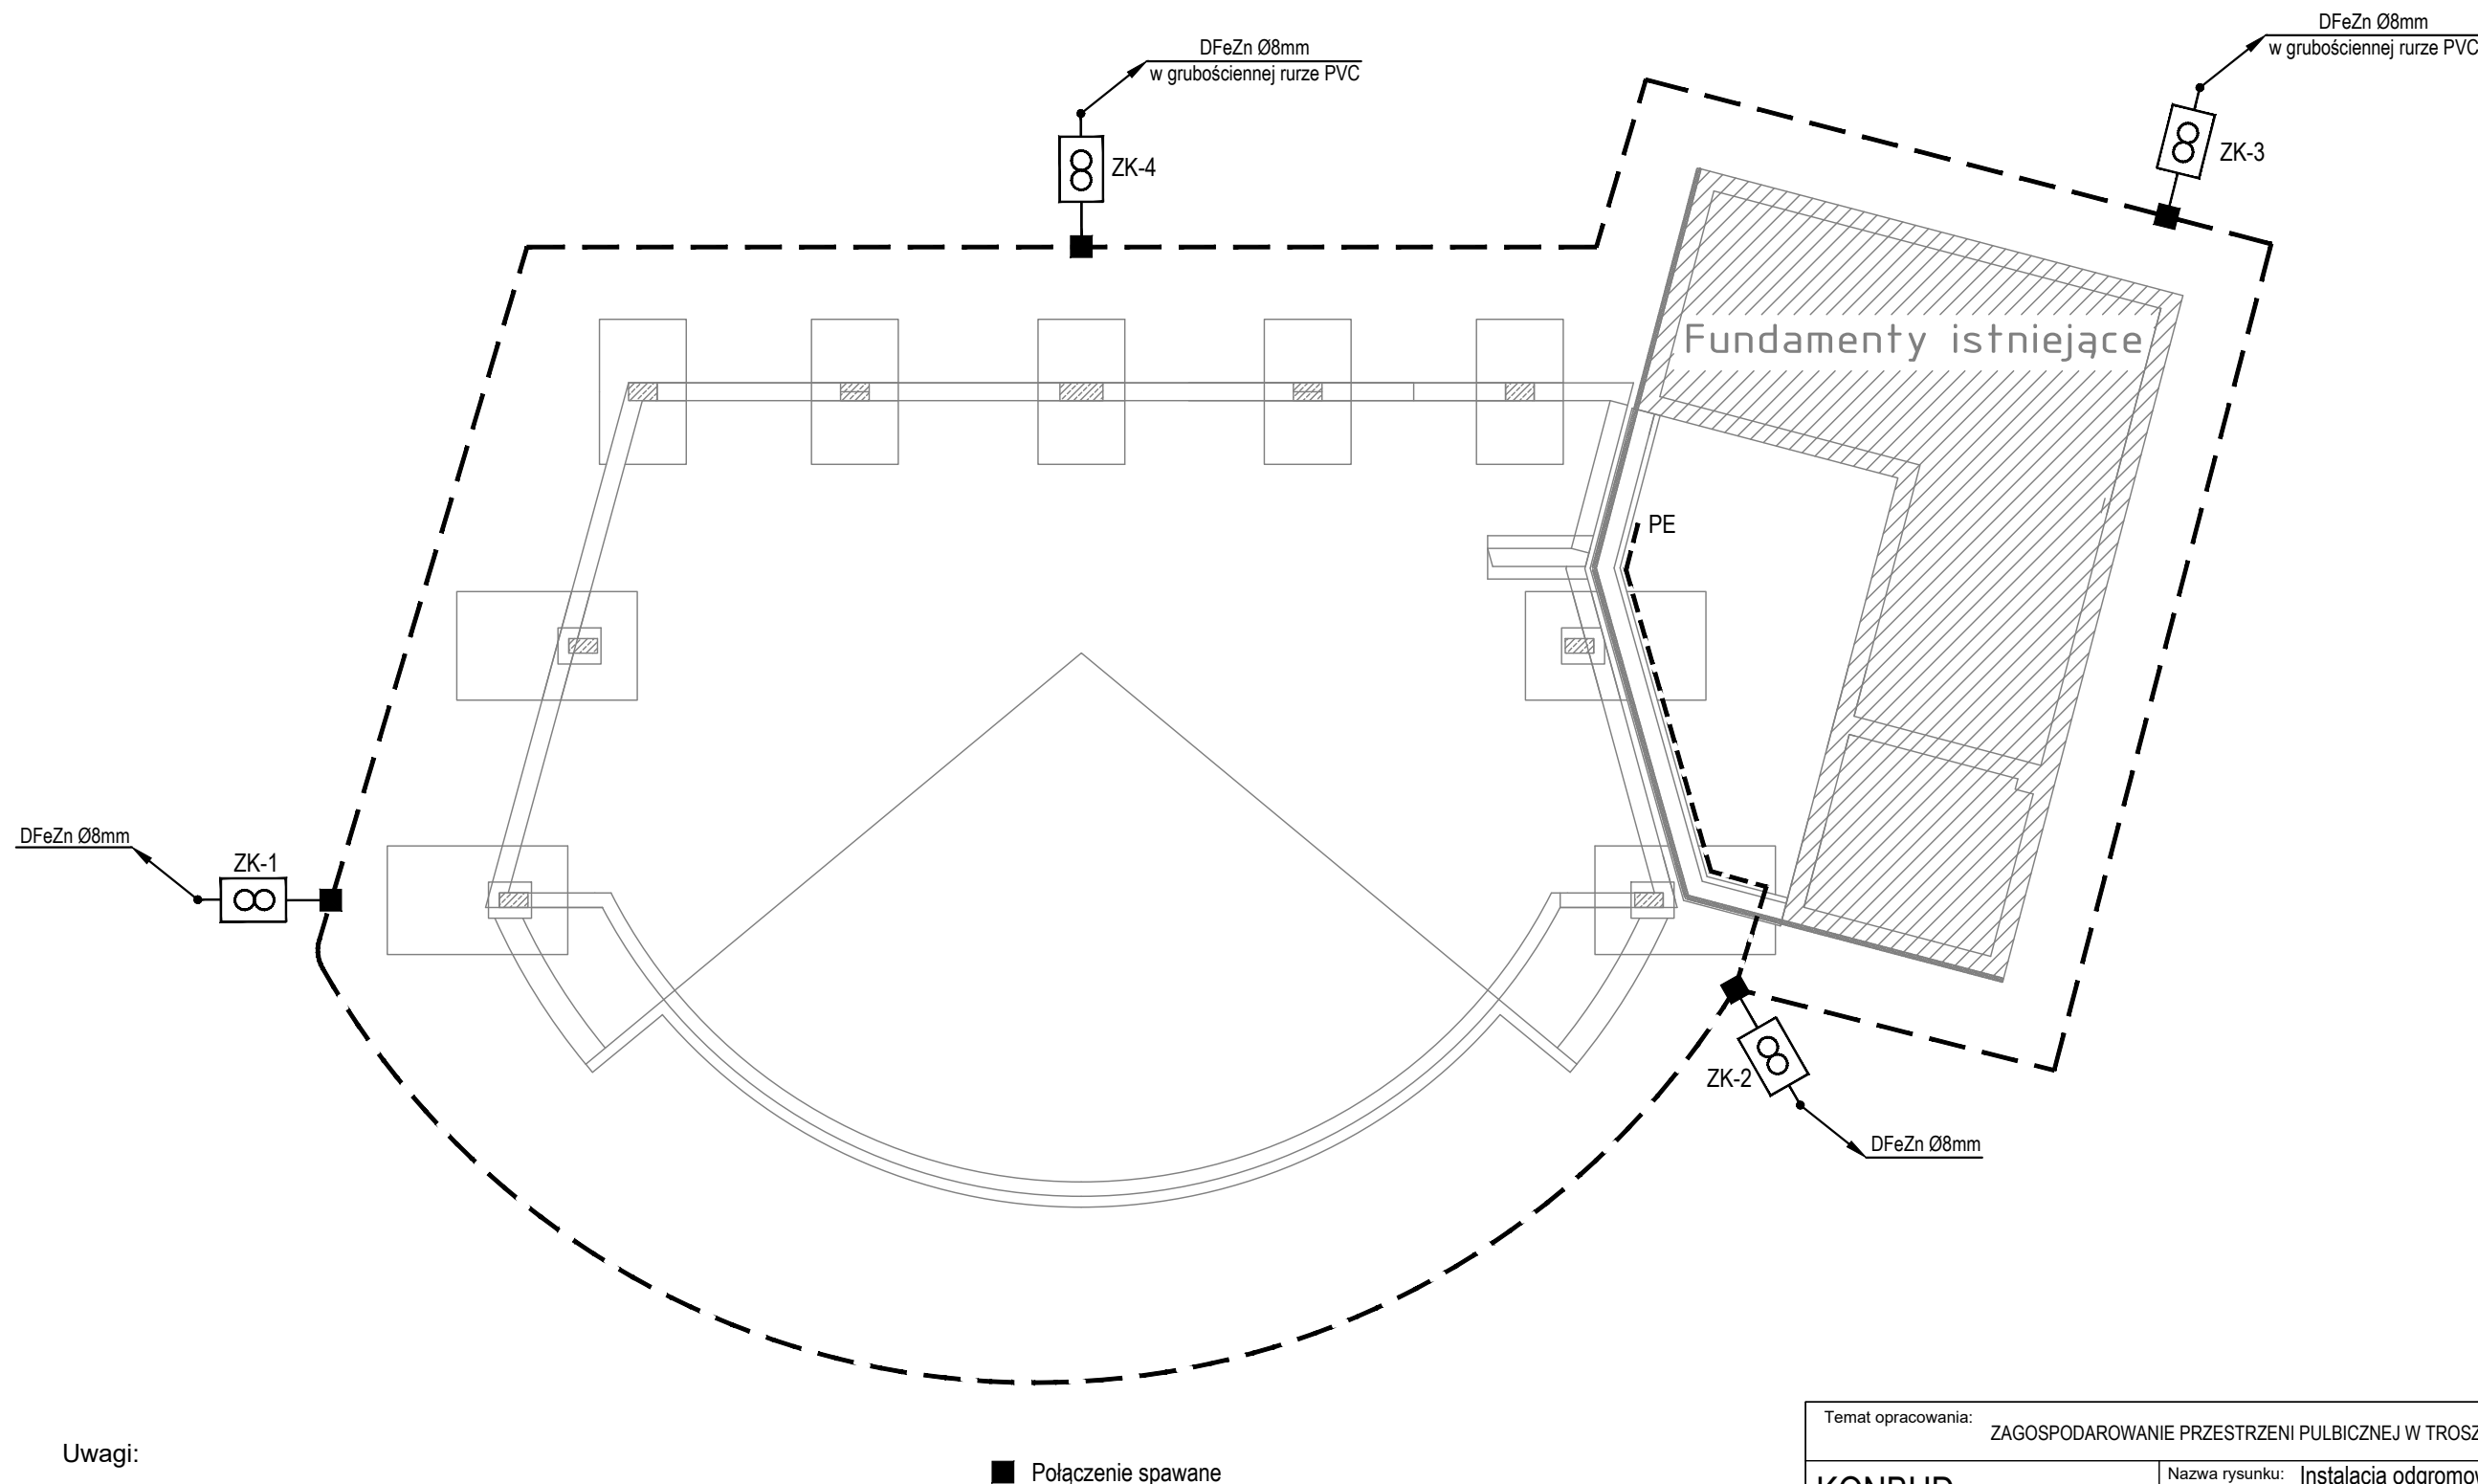 DFeZn Ø8mm
w grubościennej rurze PVC
ZK-4
DFeZn Ø8mm
w grubościennej rurze PVC
ZK-3
Fundamenty istniejące
PE
DFeZn Ø8mm
ZK-1
ZK-2
DFeZn Ø8mm
Uwagi:
Połączenie spawane
Temat opracowania:
ZAGOSPODAROWANIE PRZESTRZENI PULBICZNEJ W
Nazwa rysunku: Instalacja